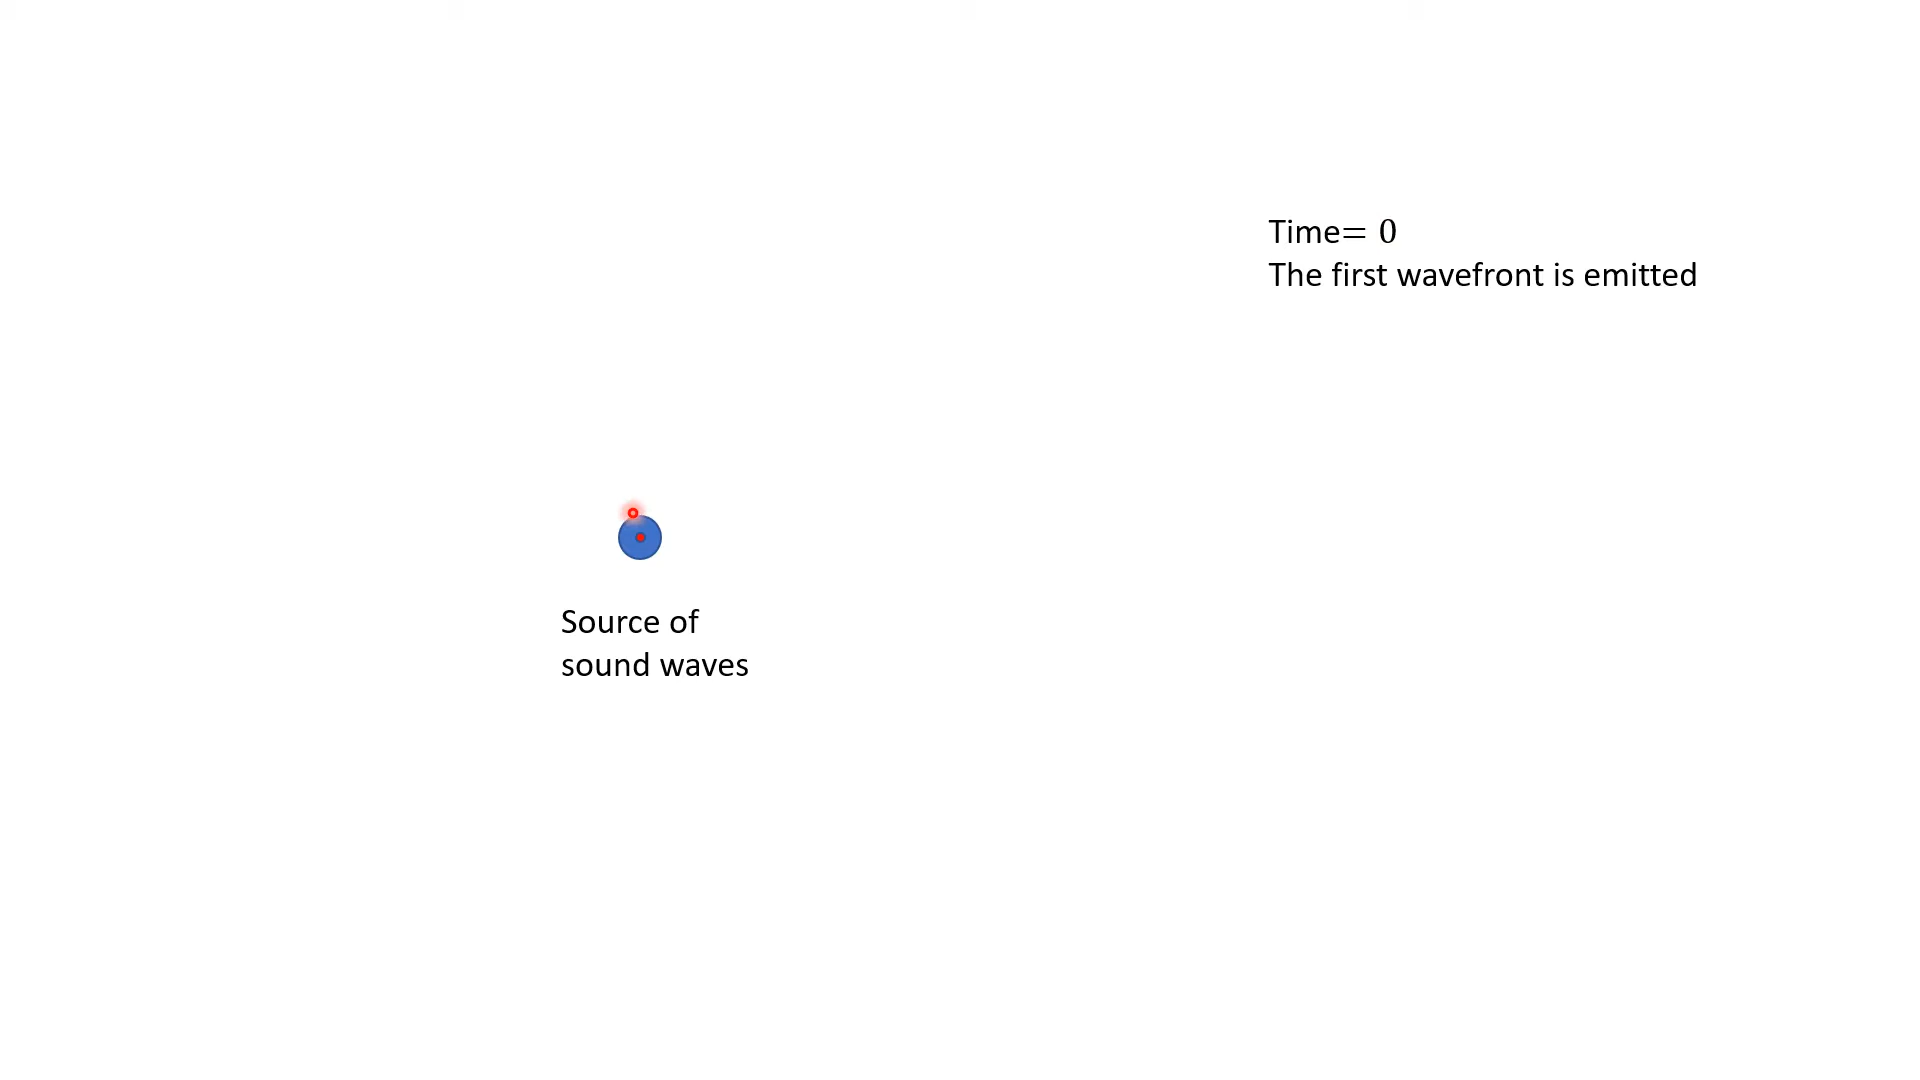 Time= 0
The first wavefront is emitted
Source of
sound waves